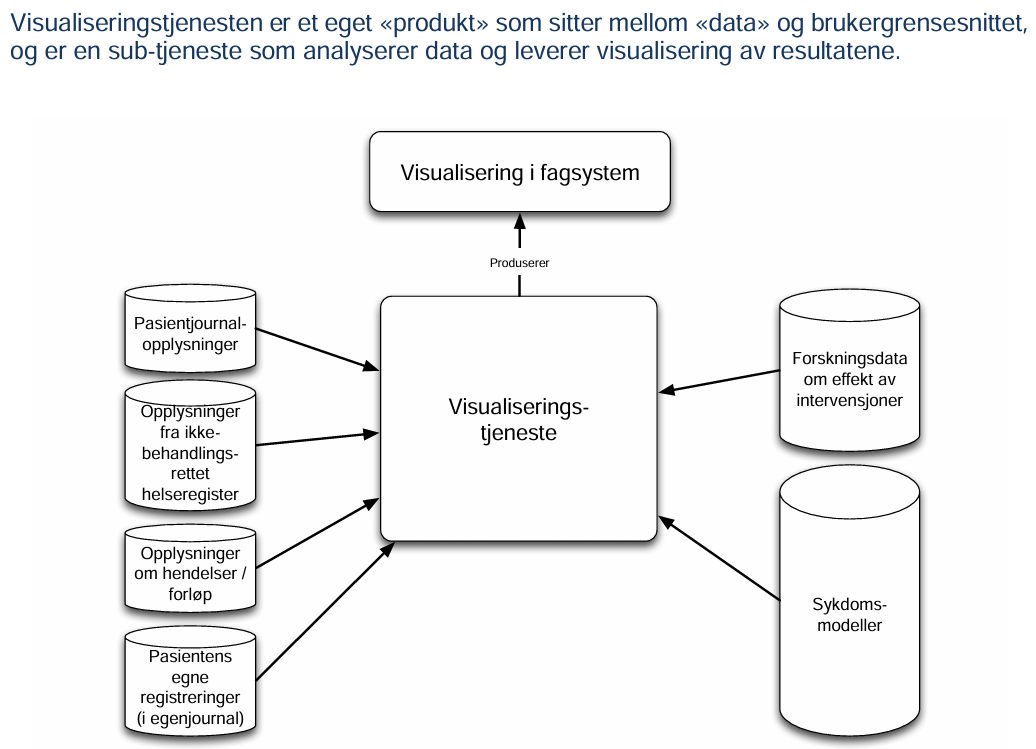 Visualiseringstjenesten er et eget «produkt» som sitter mellom «data» og brukergrensesnittet,
og er en sub-tjeneste som analyserer data og leverer visualisering av resultatene.
Visualisering i fagsystem
Produserer
Visualiserings-
tjeneste
Pasientjournal-
opplysninger
Opplysninger
fra ikke-
behandlings-
rettet
helseregister
Opplysninger
om hendelser /
forløp
Pasientens
egne
registreringer
(i egenjournal)
Forskningsdata
om effekt av
intervensjoner
Sykdoms-
modeller